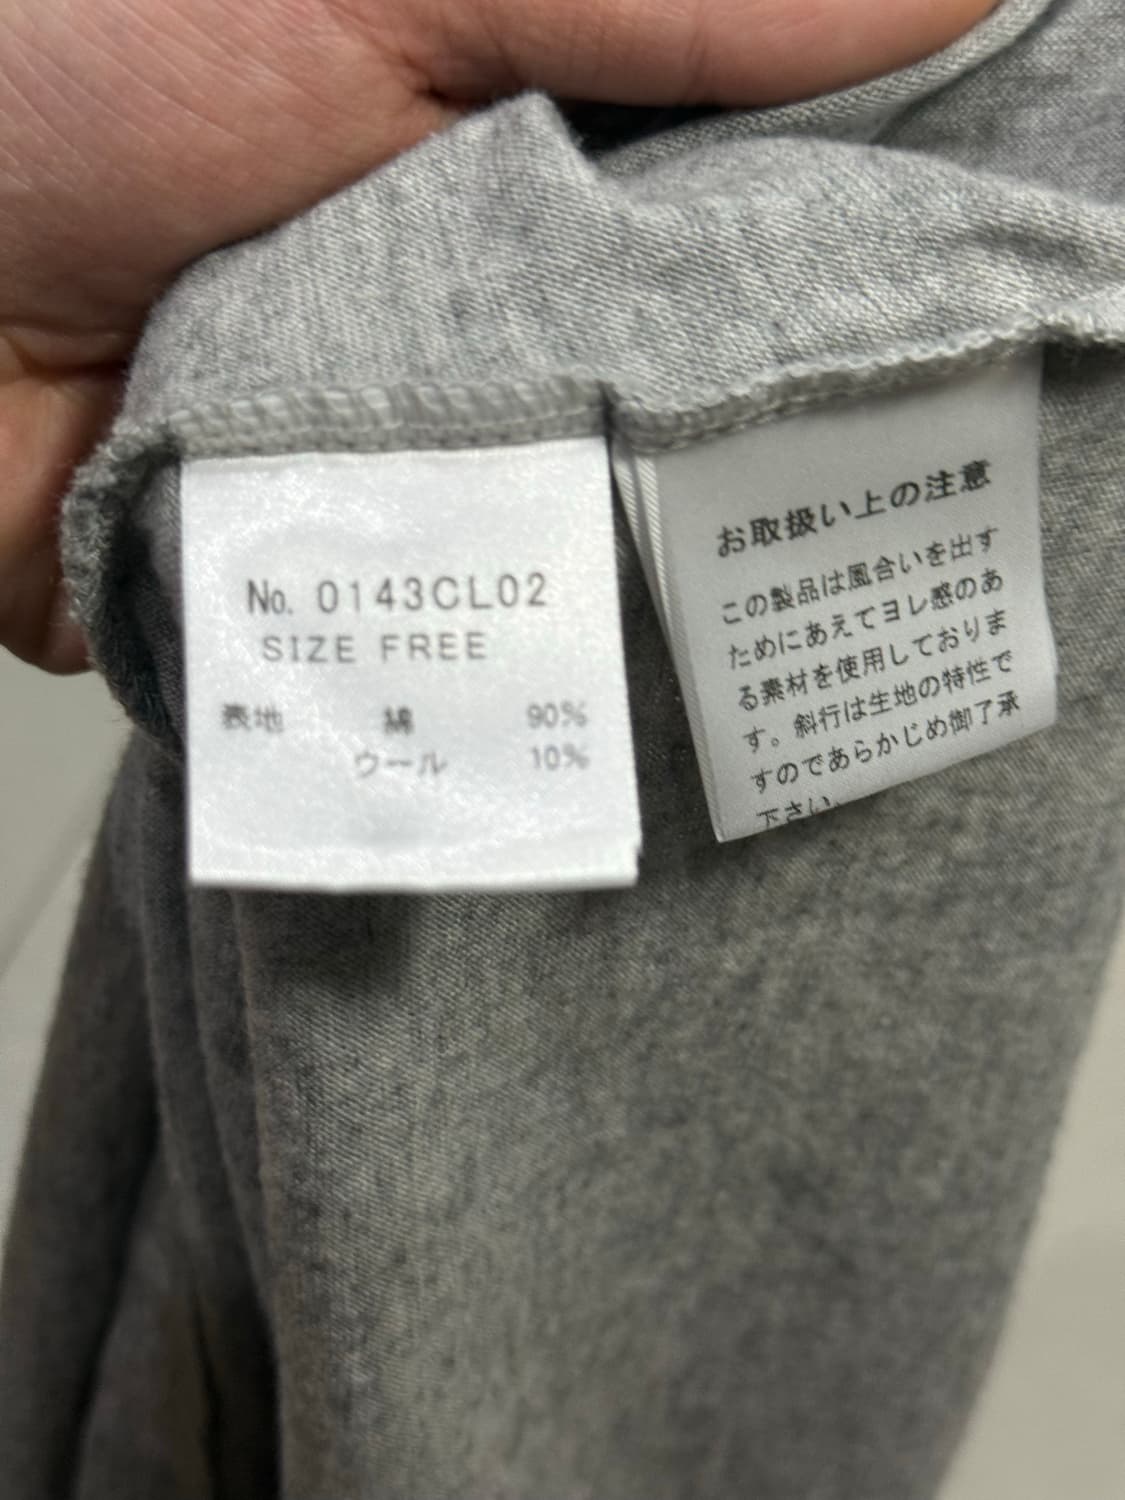 No. 0143CL02
SIZE FREE
表地 綿 90%
ウール 10%
お取扱い上の注意
この製品は風合いを出す
ためにあえてヨレ感のあ
る素材を使用しておりま
す。斜行は生地の特性で
すのであらかじめ御了承
下さい。